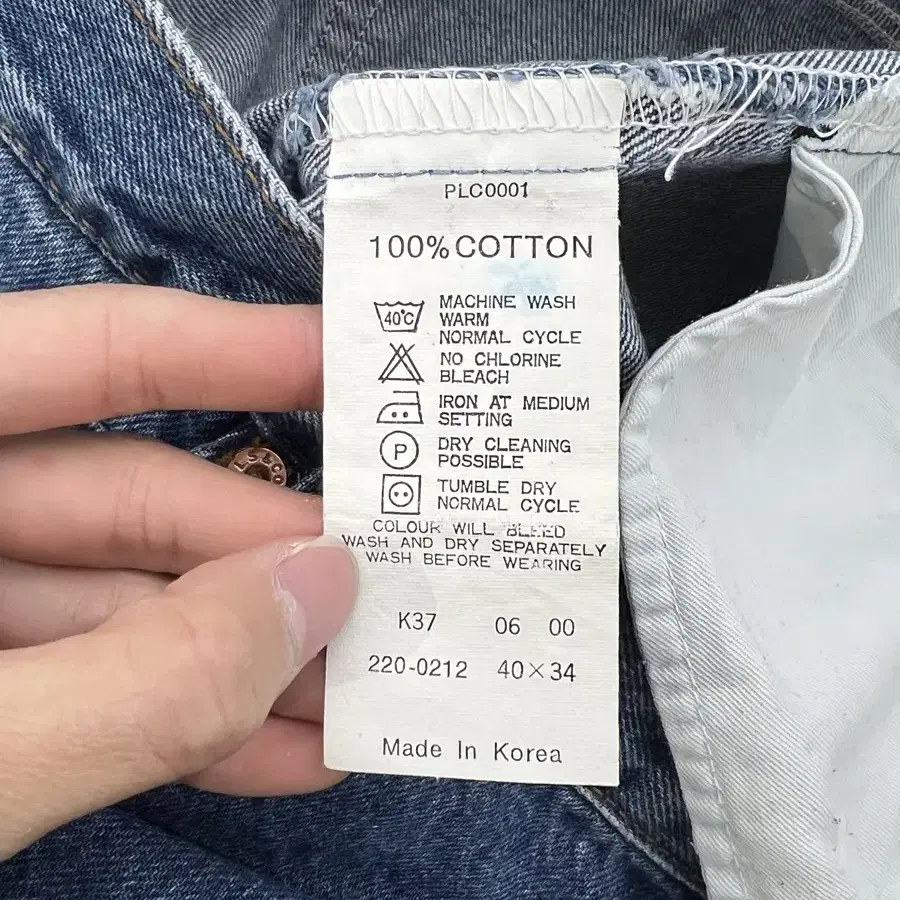 PLC0001
100% COTTON
40°C
MACHINE WASH
WARM
NORMAL CYCLE
NO CHLORINE
BLEACH
IRON AT MEDIUM
SETTING
P
DRY CLEANING
POSSIBLE
TUMBLE DRY
NORMAL CYCLE
COLOUR WILL BLEED
WASH AND DRY SEPARATELY
WASH BEFORE WEARING
K37 06 00
220-0212 40×34
Made In Korea